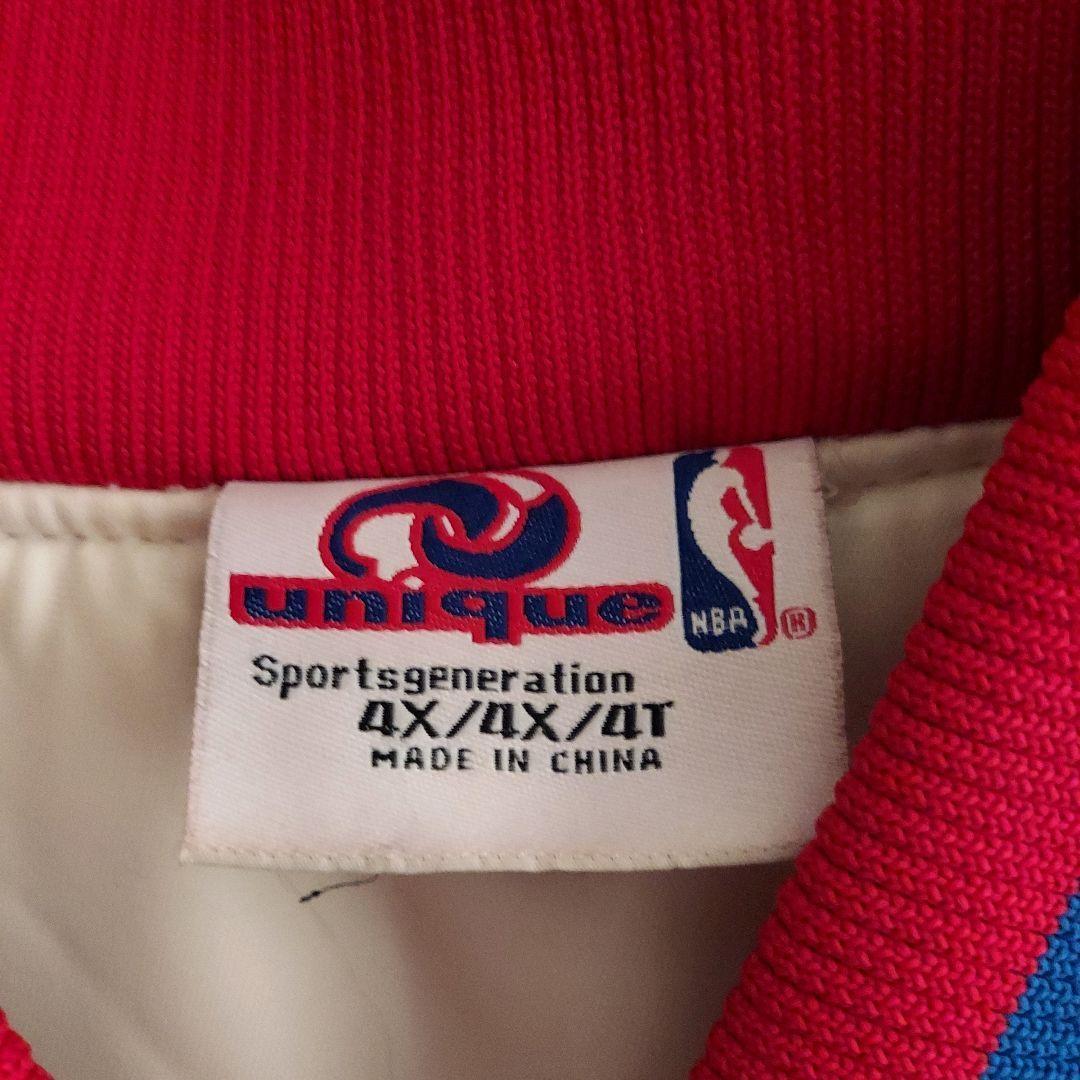 unique NBA ®
Sportsgeneration
4X/4X/4T
MADE IN CHINA